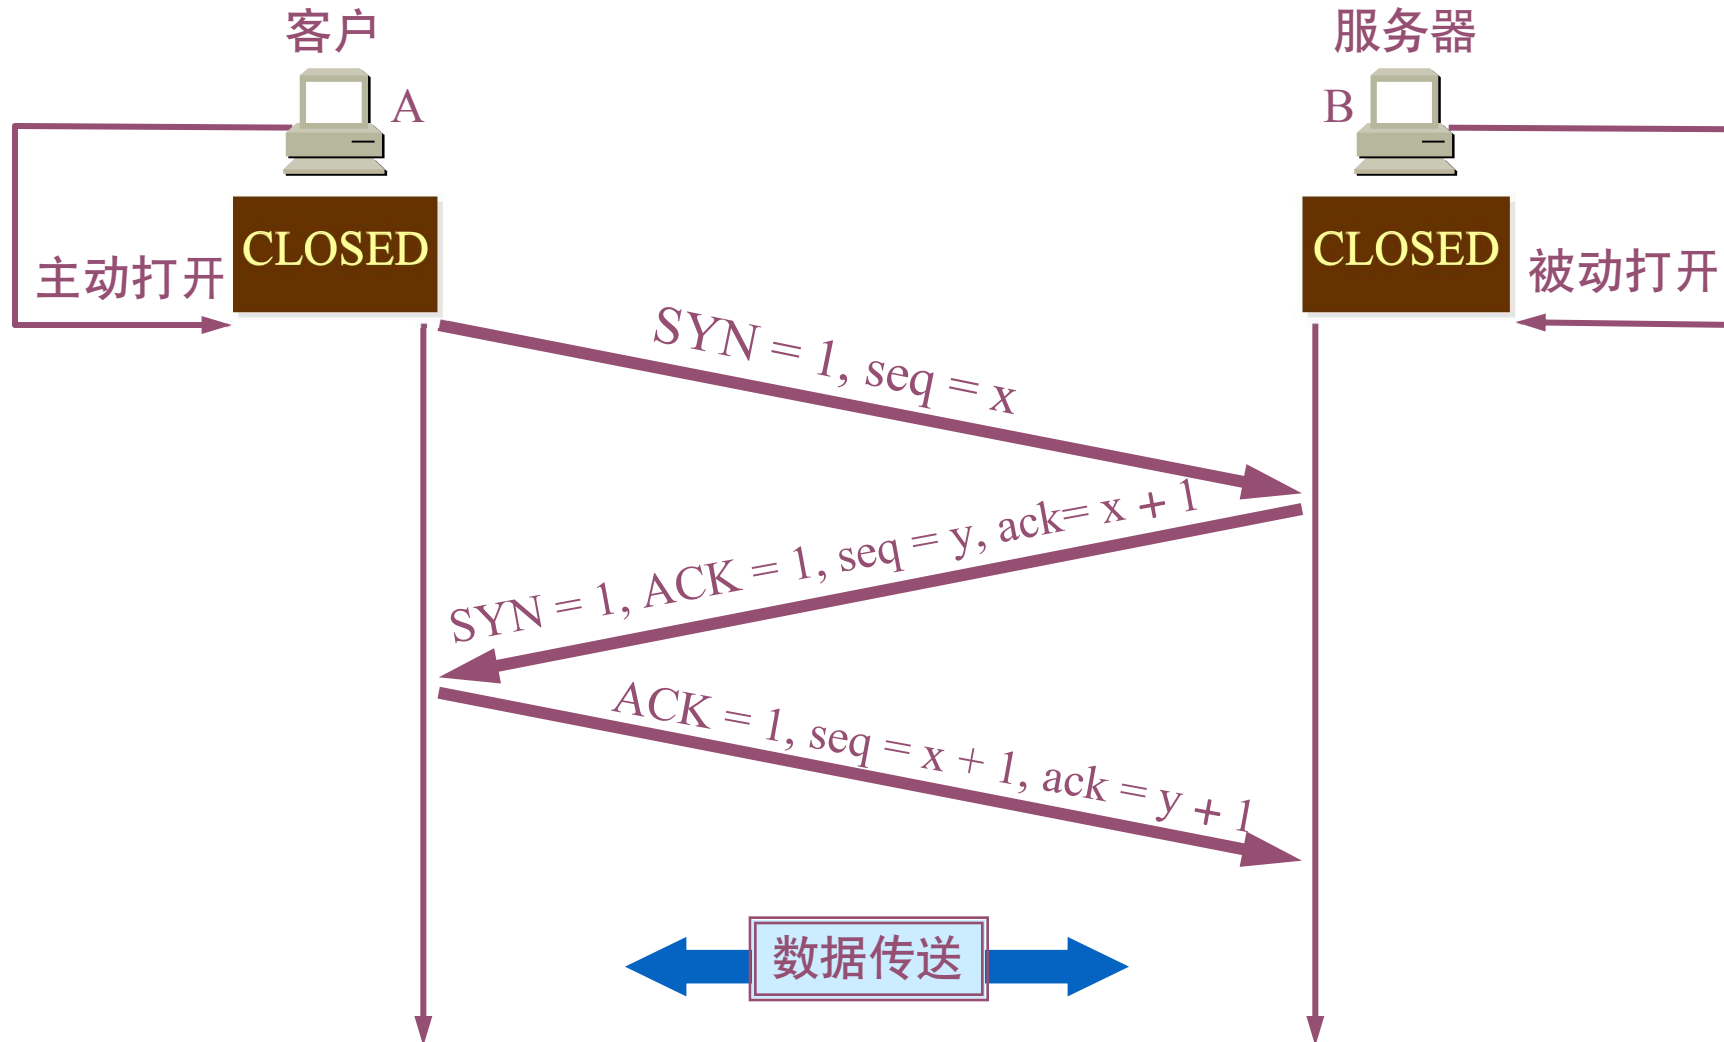 客户
服务器
A
B
CLOSED
CLOSED
主动打开
被动打开
SYN = 1, seq = x
SYN = 1, ACK = 1, seq = y, ack= x + 1
ACK = 1, seq = x + 1, ack = y + 1
数据传送